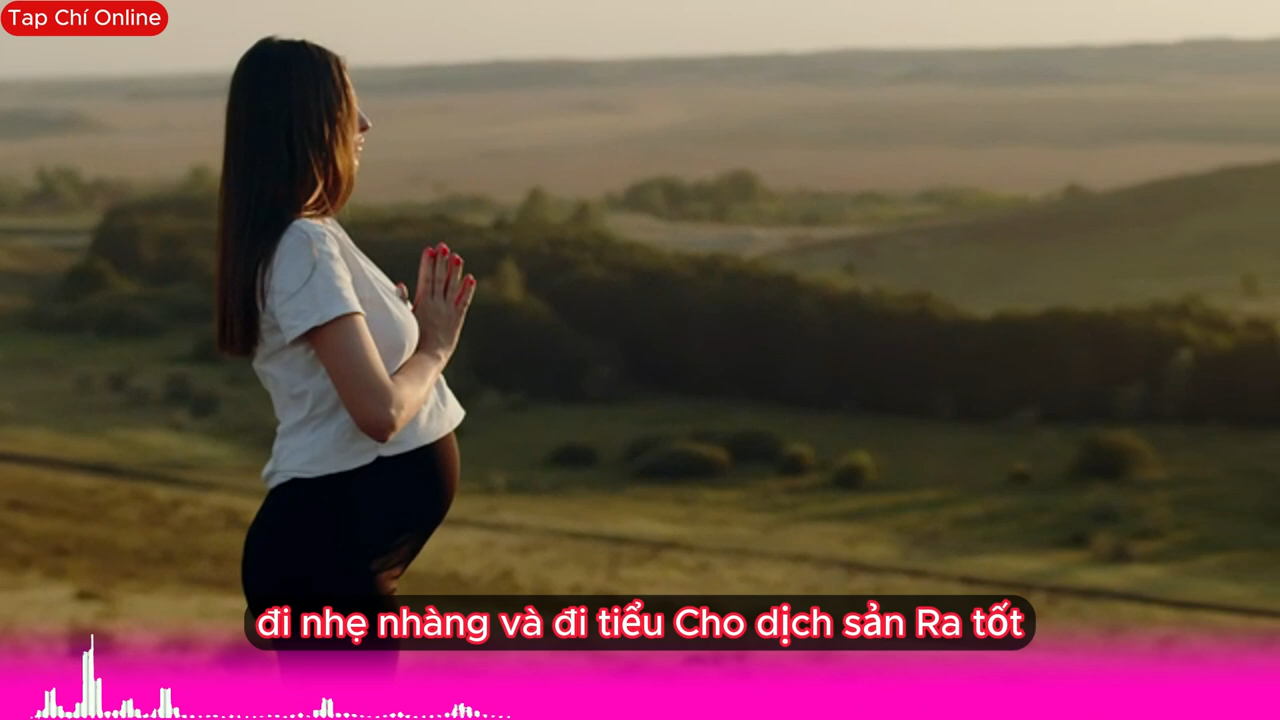 Tap Chí Online
đi nhẹ nhàng và đi tiểu Cho dịch sản Ra tốt